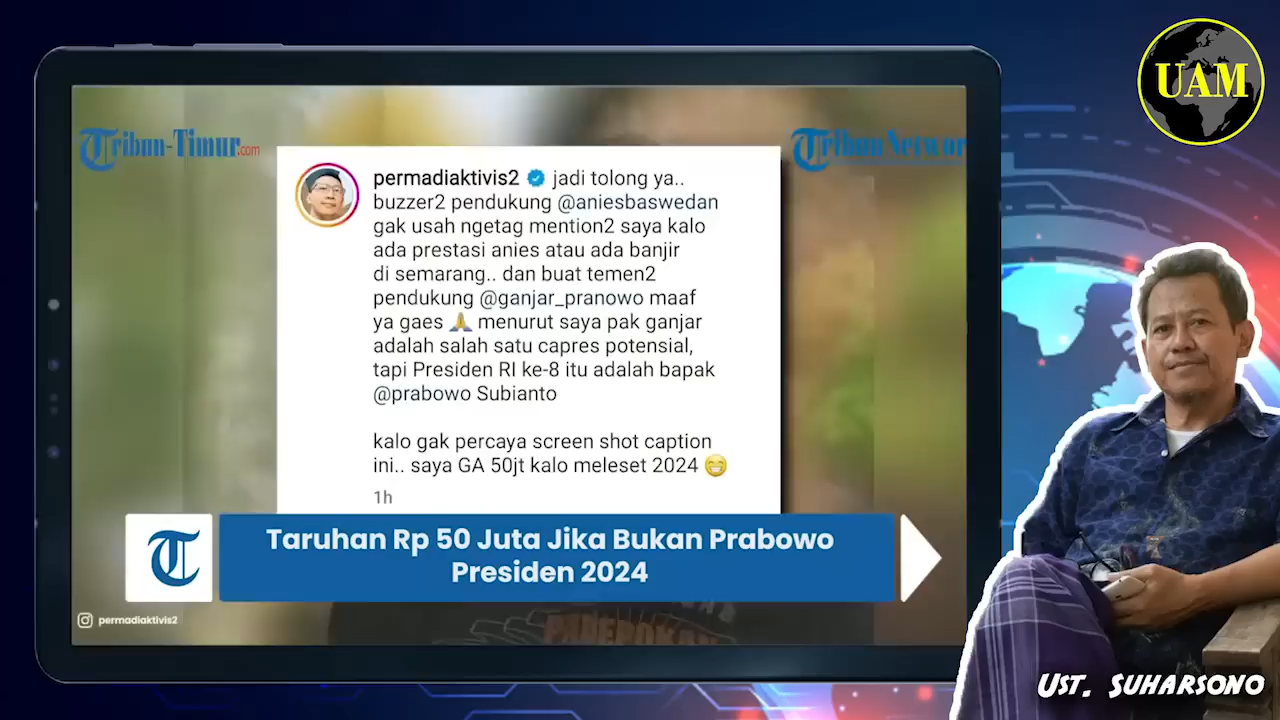 UAM
Tribun-Timur.com
Tribun Networ
permadiaktivis2 jadi tolong ya..
buzzer2 pendukung @aniesbaswedan
gak usah ngetag mention2 saya kalo
ada prestasi anies atau ada banjir
di semarang.. dan buat temen2
pendukung @ganjar_pranowo maaf
ya gaes 🙏 menurut saya pak ganjar
adalah salah satu capres potensial,
tapi Presiden RI ke-8 itu adalah bapak
@prabowo Subianto
kalo gak percaya screen shot caption
ini.. saya GA 50jt kalo meleset 2024 😁
1h
T
Taruhan Rp 50 Juta Jika Bukan Prabowo
Presiden 2024
permadiaktivis2
Ust. Suharsono